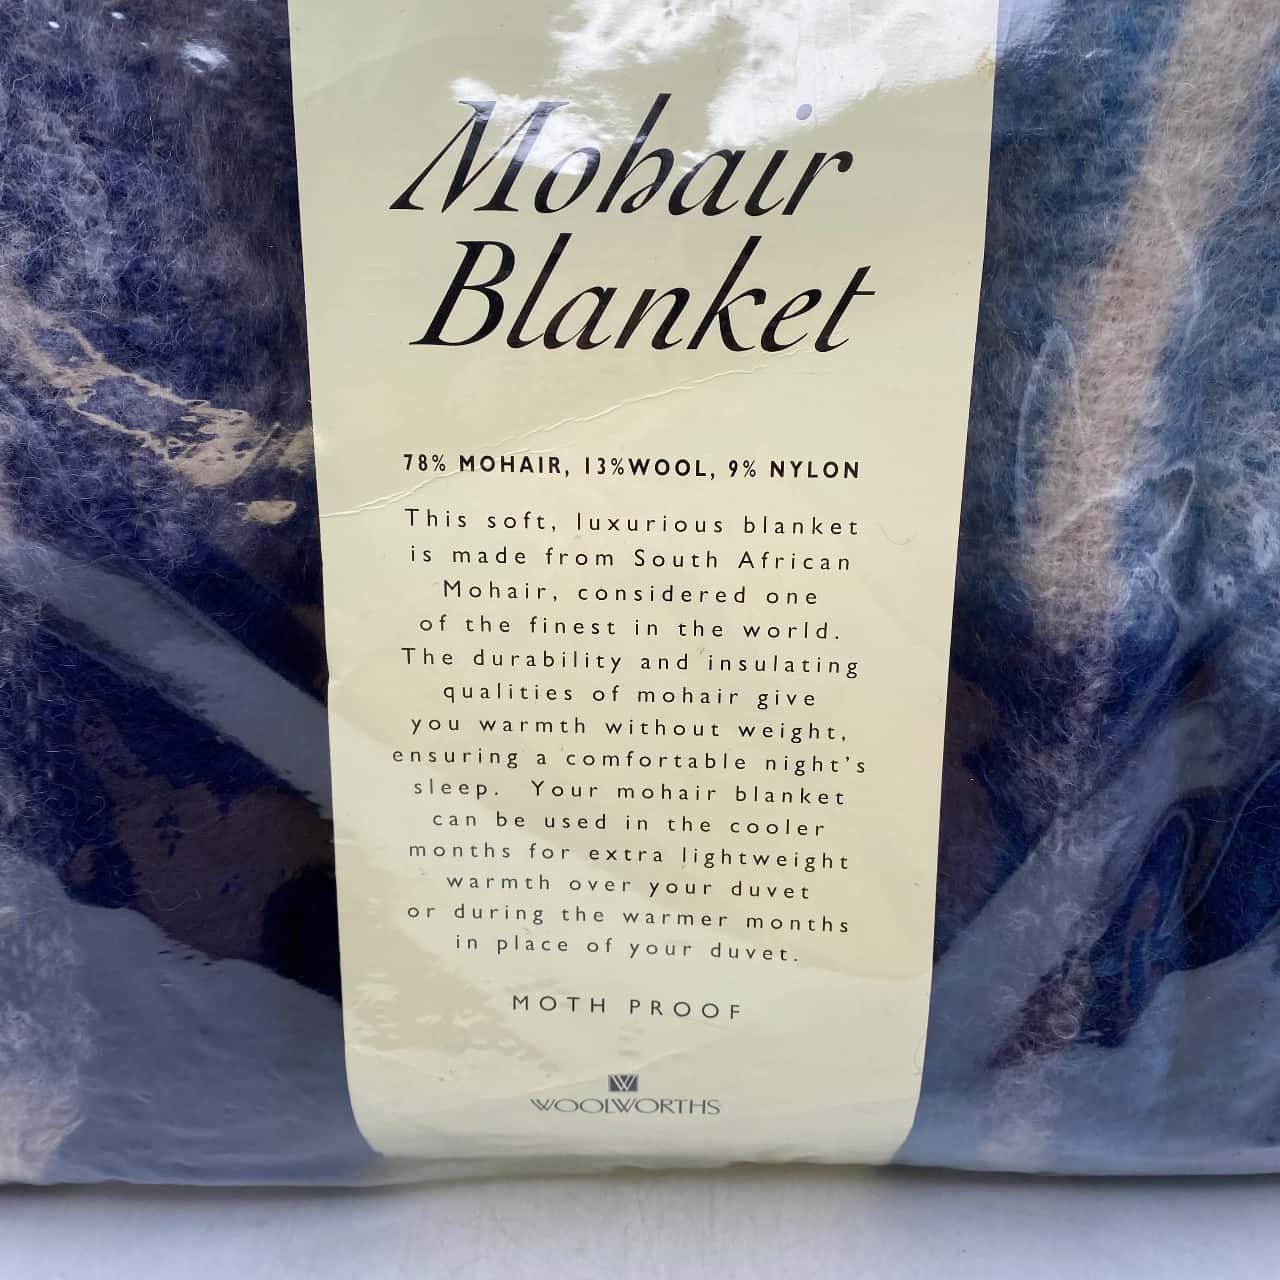 Mohair
Blanket
78% MOHAIR, 13%WOOL, 9% NYLON
This soft, luxurious blanket
is made from South African
Mohair, considered one
of the finest in the world.
The durability and insulating
qualities of mohair give
you warmth without weight,
ensuring a comfortable night's
sleep. Your mohair blanket
can be used in the cooler
months for extra lightweight
warmth over your duvet
or during the warmer months
in place of your duvet.
MOTH PROOF
W
WOOLWORTHS